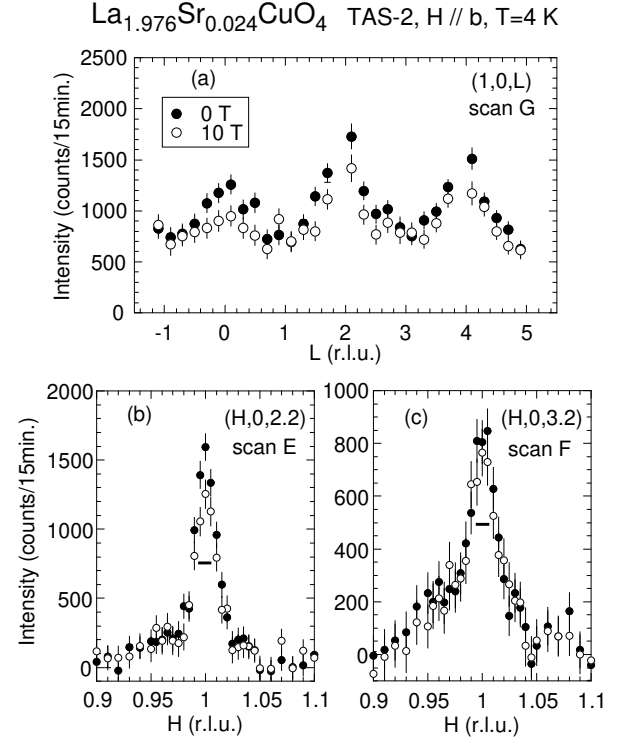 La1.976Sr0.024CuO4 TAS-2, H // b, T=4 K
2500
2000
1500
1000
500
0
Intensity (counts/15min.)
(a)
0 T
10 T
(1,0,L)
scan G
-1 0 1 2 3 4 5
L (r.l.u.)
2000
1500
1000
500
0
Intensity (counts/15min.)
(b)
(H,0,2.2)
scan E
0.9 0.95 1 1.05 1.1
H (r.l.u.)
1000
800
600
400
200
0
(c)
(H,0,3.2)
scan F
0.9 0.95 1 1.05 1.1
H (r.l.u.)